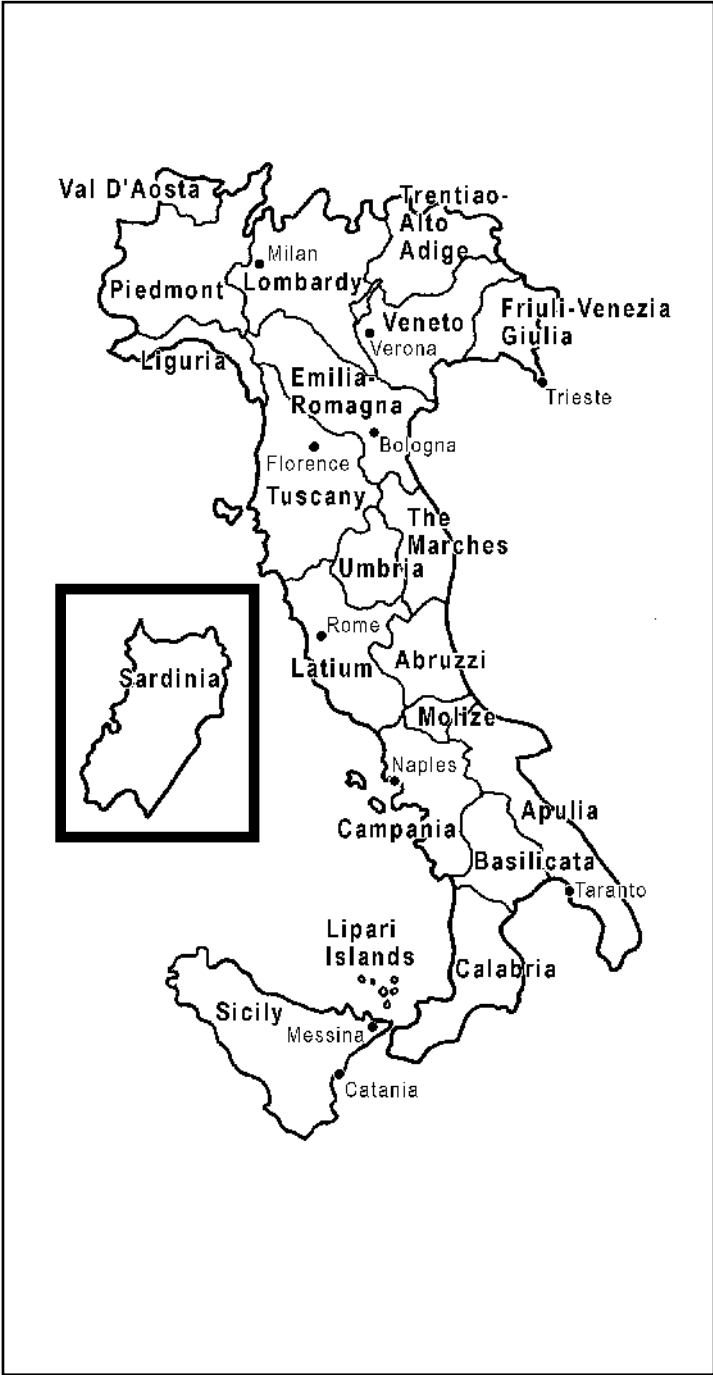 Val D'Aosta
Trentiao-
Alto
Adige
Milan
Lombardy
Piedmont
Friuli-Venezia
Giulia
Veneto
Verona
Liguria
Emilia-
Romagna
Trieste
Bologna
Florence
Tuscany
The
Marches
Umbria
Rome
Latium
Abruzzi
Sardinia
Molize
Naples
Apulia
Campania
Basilicata
Taranto
Lipari
Islands
Calabria
Sicily
Messina
Catania